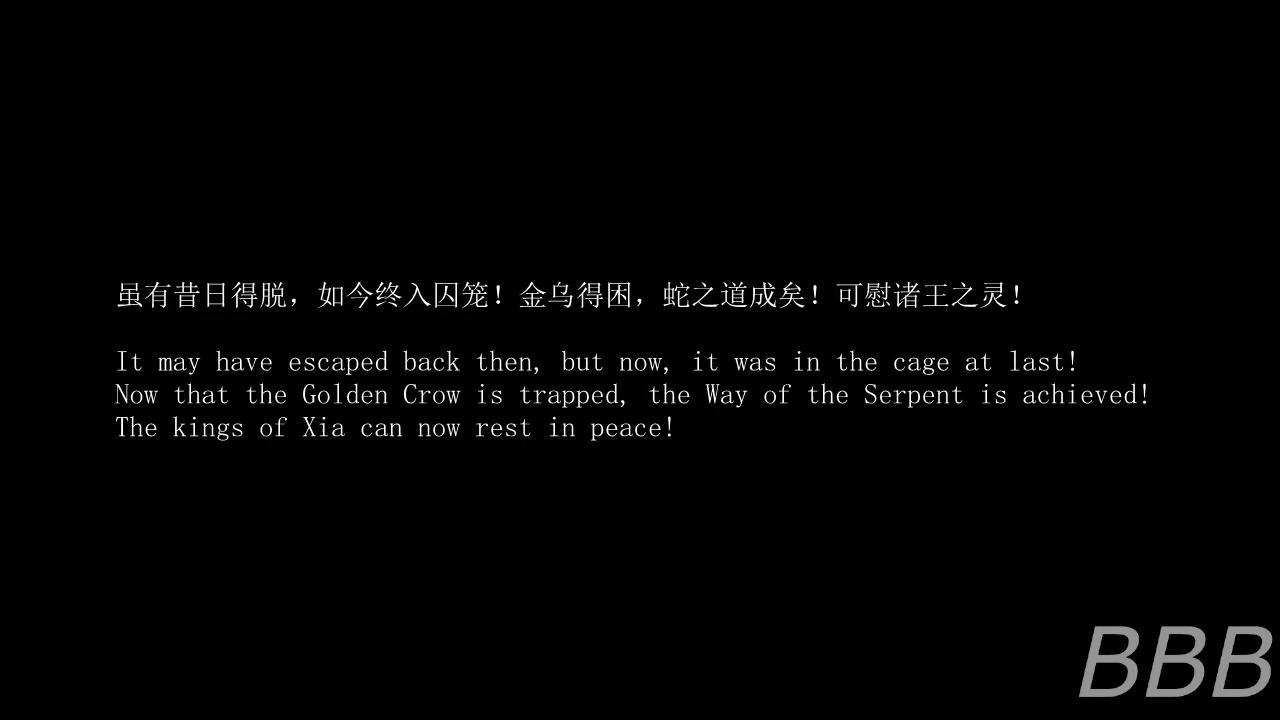 虽有昔日得脱，如今终入囚笼！金乌得困，蛇之道成矣！可慰诸王之灵！
It may have escaped back then, but now, it was in the cage at last!
Now that the Golden Crow is trapped, the Way of the Serpent is achieved!
The kings of Xia can now rest in peace!
BBB